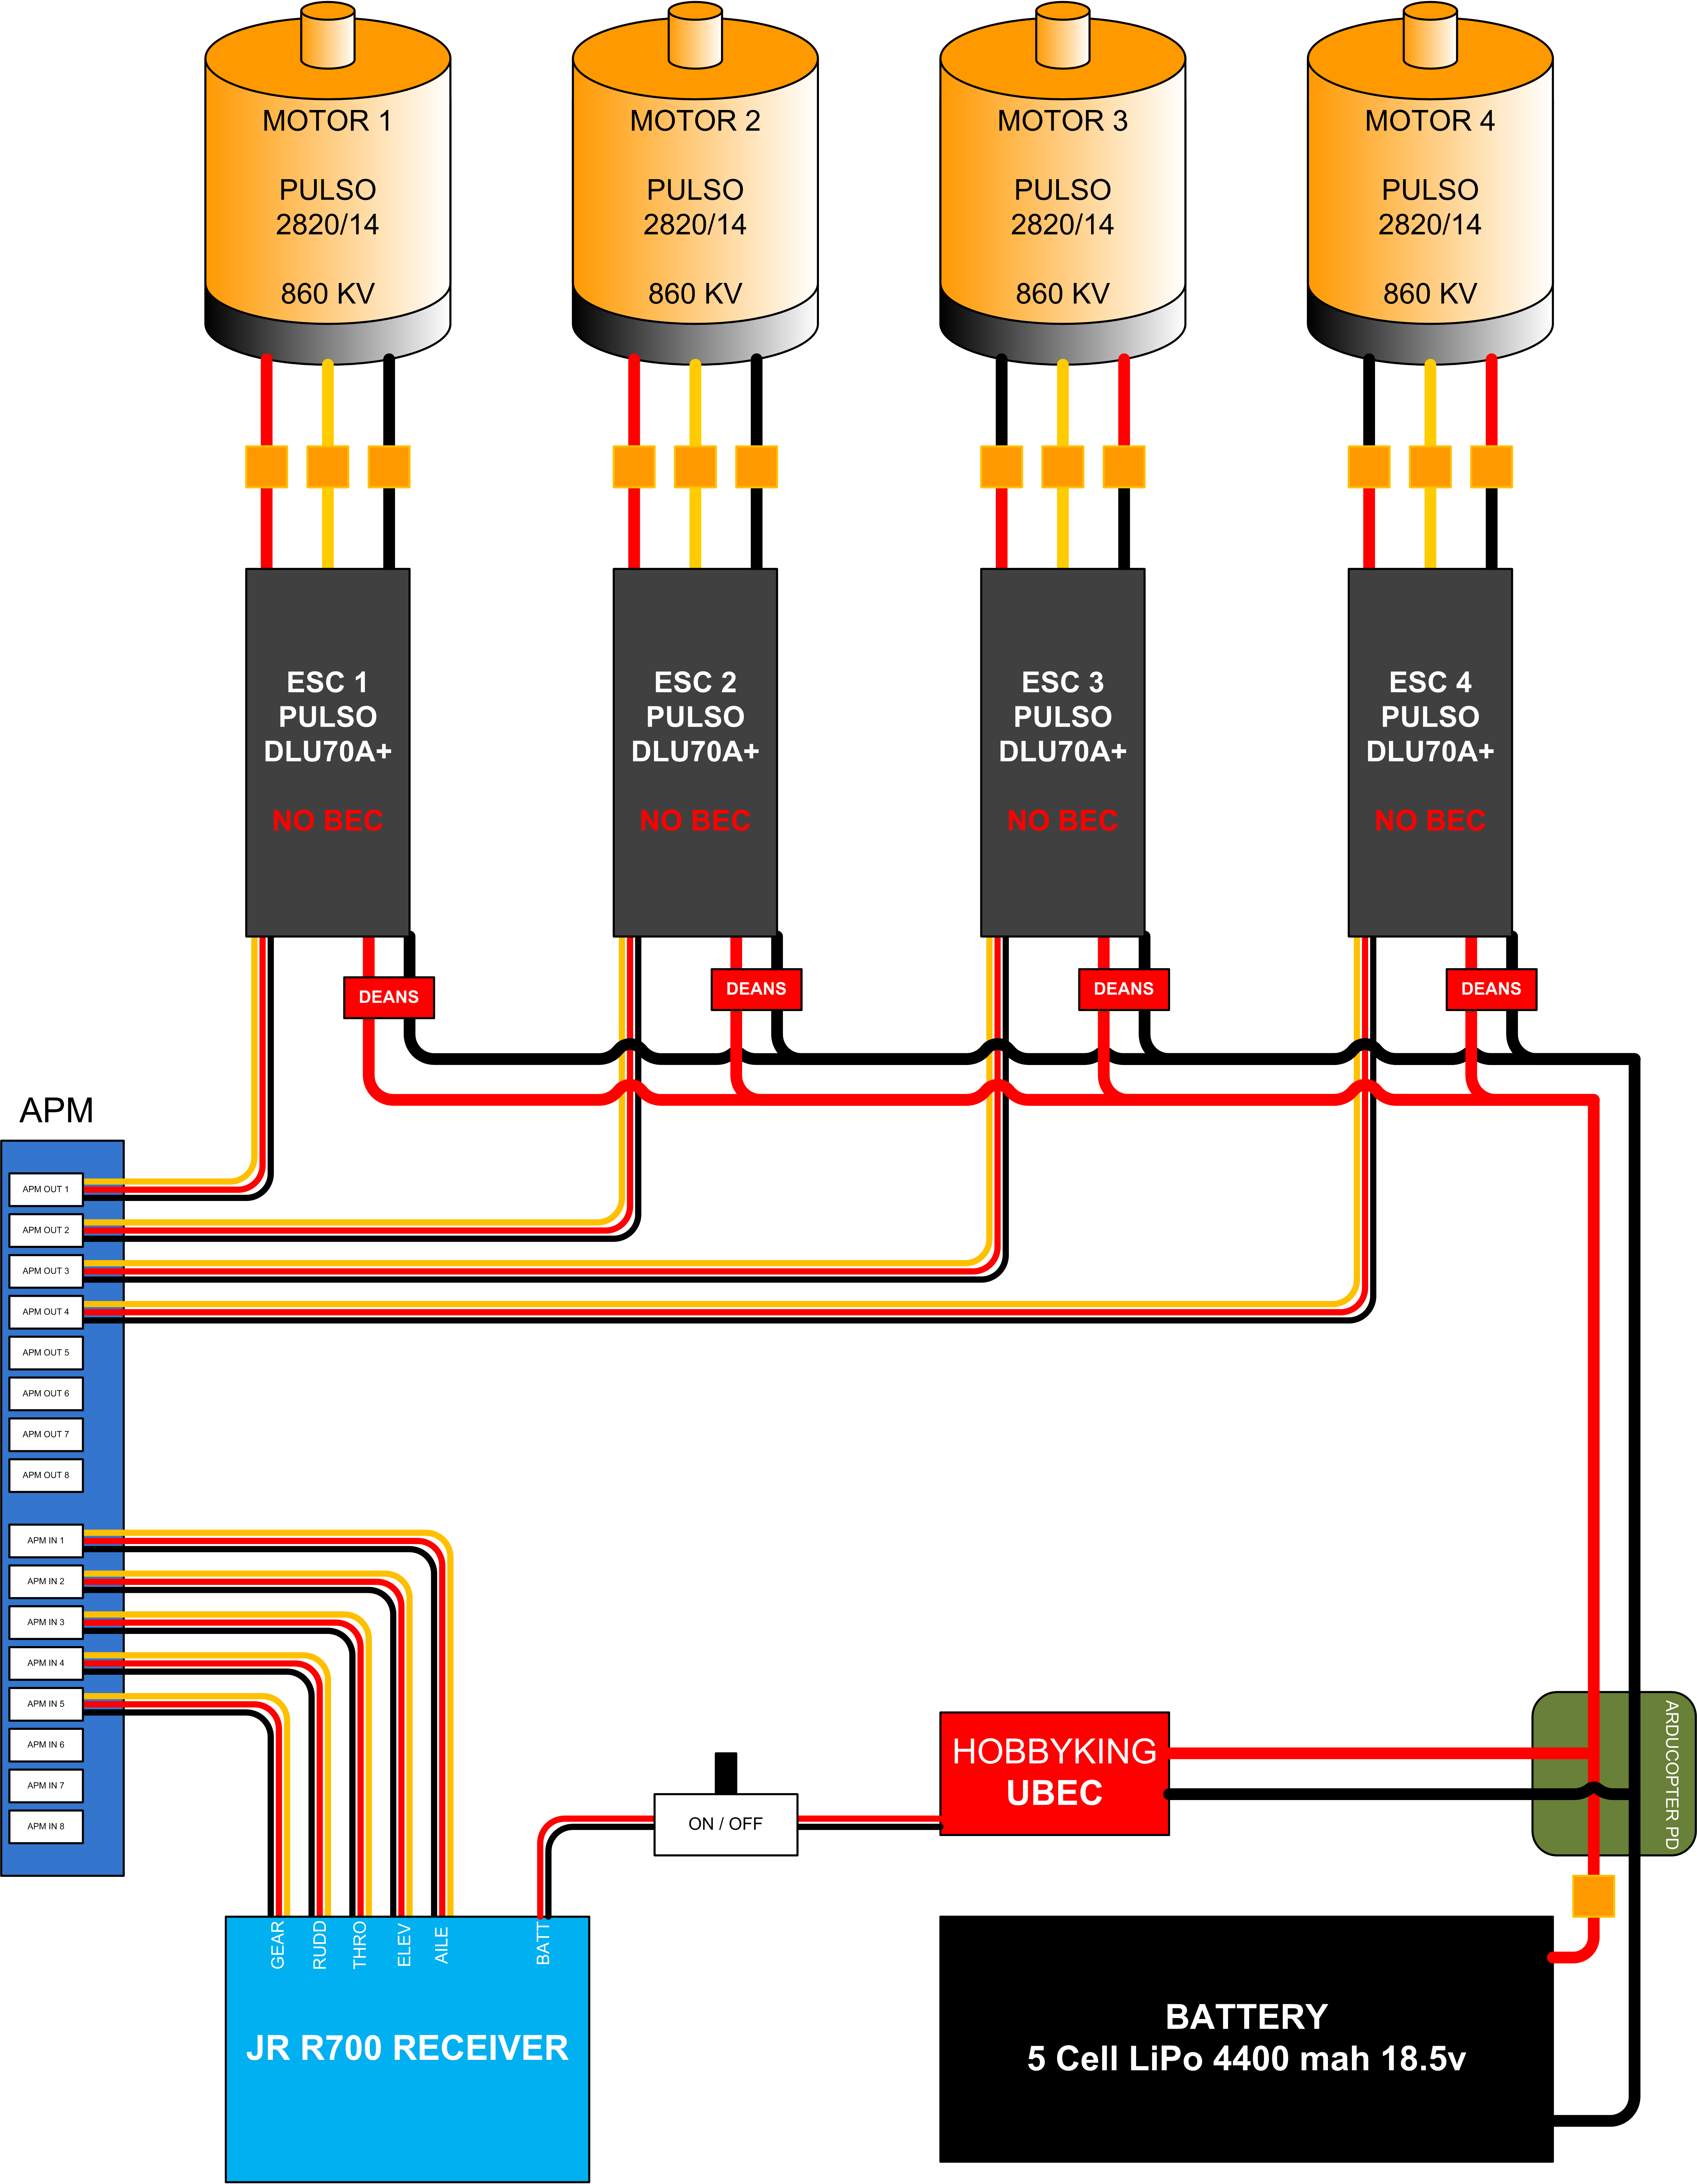 MOTOR 1
PULSO
2820/14
860 KV
MOTOR 2
PULSO
2820/14
860 KV
MOTOR 3
PULSO
2820/14
860 KV
MOTOR 4
PULSO
2820/14
860 KV
ESC 1
PULSO
DLU70A+
NO BEC
ESC 2
PULSO
DLU70A+
NO BEC
ESC 3
PULSO
DLU70A+
NO BEC
ESC 4
PULSO
DLU70A+
NO BEC
DEANS
DEANS
DEANS
DEANS
APM
APM OUT 1
APM OUT 2
APM OUT 3
APM OUT 4
APM OUT 5
APM OUT 6
APM OUT 7
APM OUT 8
APM IN 1
APM IN 2
APM IN 3
APM IN 4
APM IN 5
APM IN 6
APM IN 7
APM IN 8
HOBBYKING
UBEC
ON / OFF
ARDUCOPTER PD
GEAR
RUDD
THRO
ELEV
AILE
BATT
JR R700 RECEIVER
BATTERY
5 Cell LiPo 4400 mah 18.5v